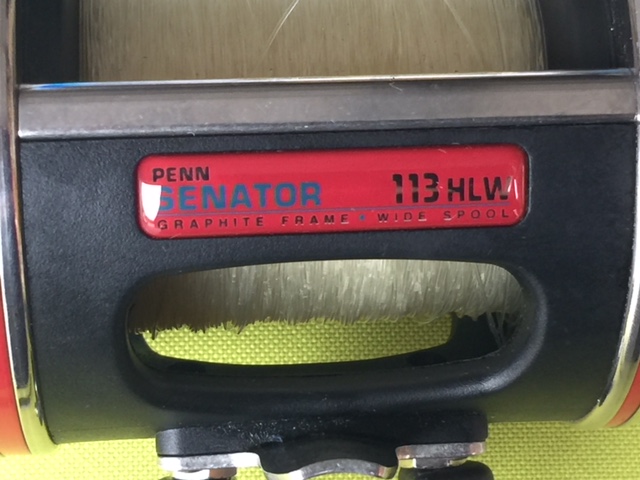 PENN
SENATOR 113 HLW
GRAPHITE FRAME • WIDE SPOOL